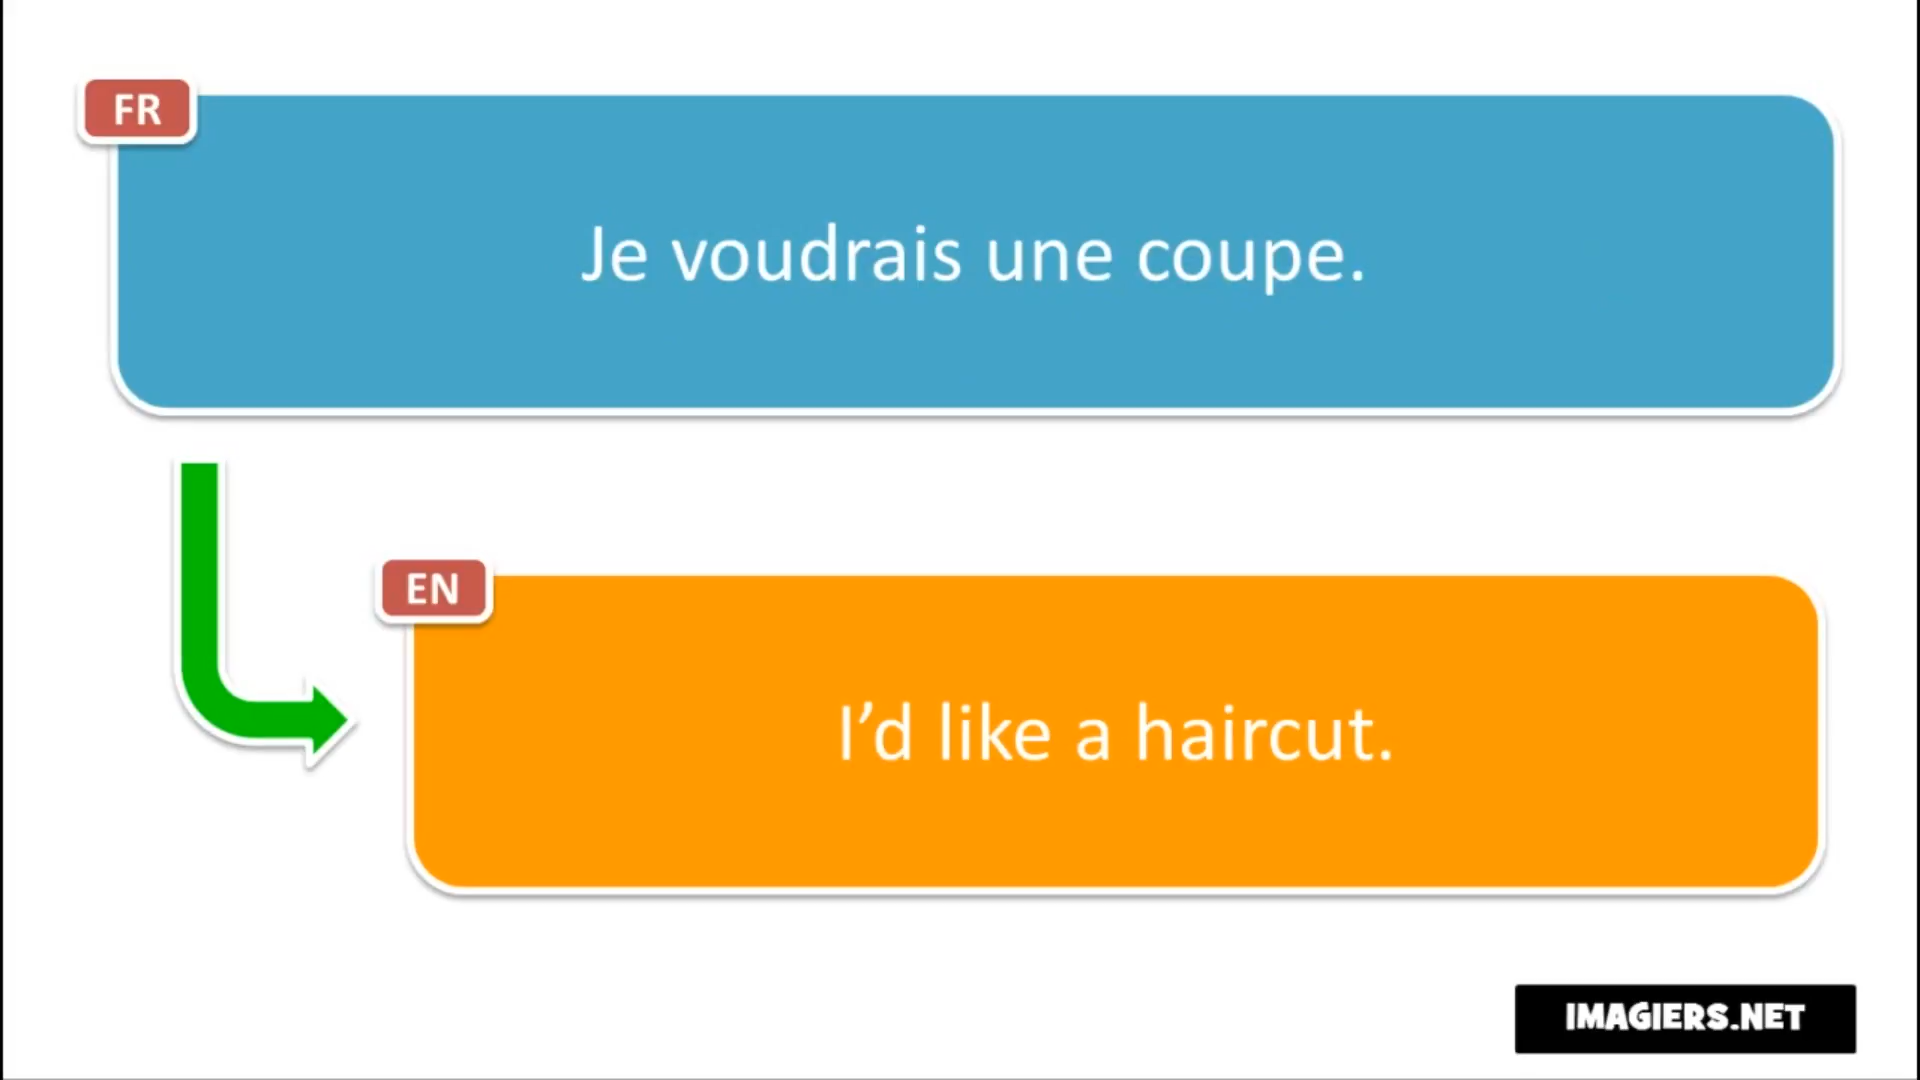 FR
Je voudrais une coupe.
EN
I’d like a haircut.
IMAGIERS.NET